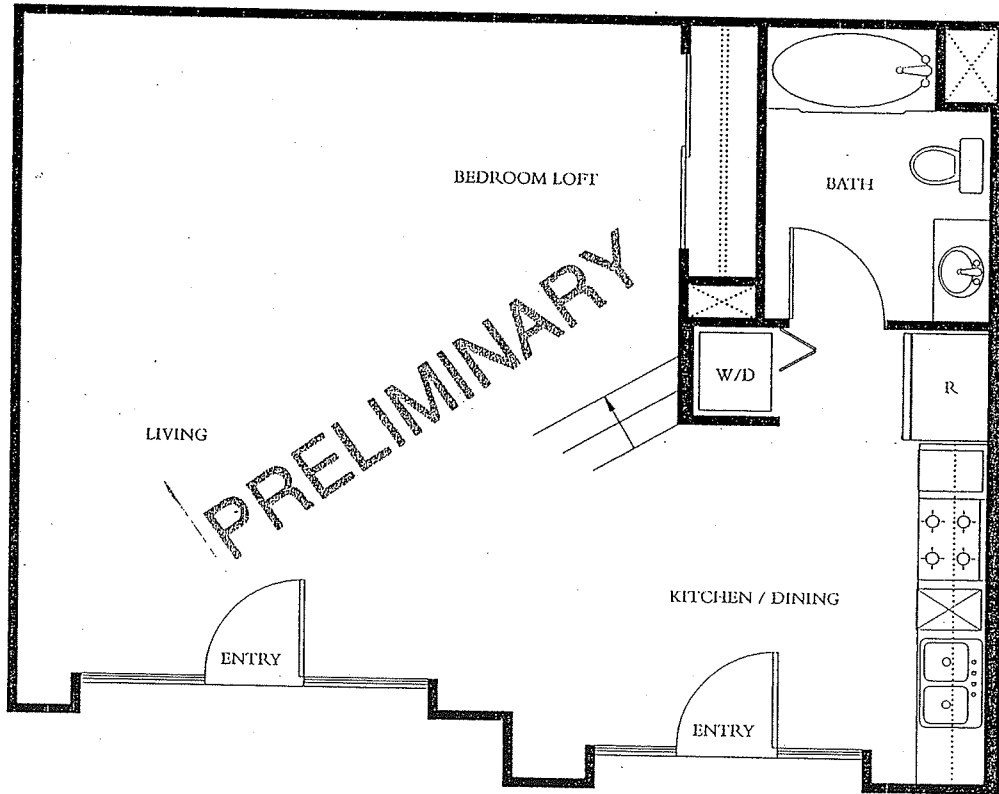 BEDROOM LOFT
BATH
PRELIMINARY
W/D
R
LIVING
KITCHEN / DINING
ENTRY
ENTRY